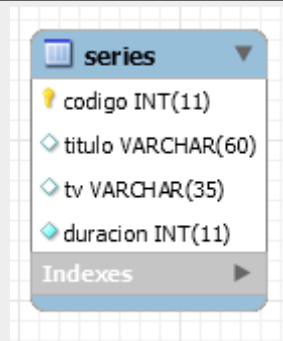 series
codigo INT(11)
titulo VARCHAR(60)
tv VARCHAR(35)
duracion INT(11)
Indexes